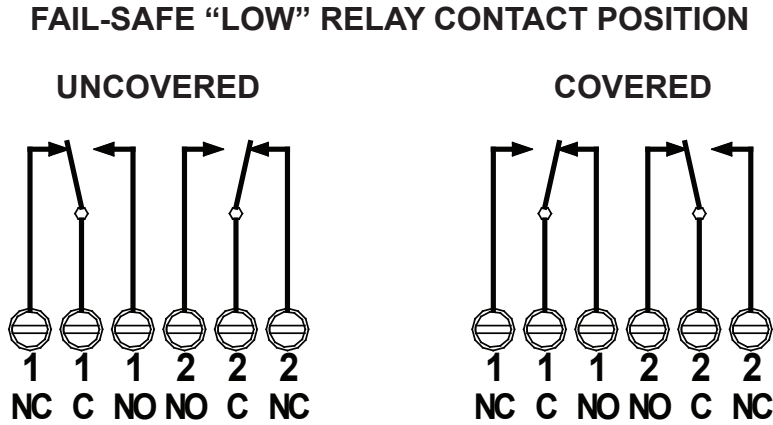 FAIL-SAFE “LOW” RELAY CONTACT POSITION
UNCOVERED
COVERED
1 1 1 2 2 2
NC C NO NO C NC
1 1 1 2 2 2
NC C NO NO C NC